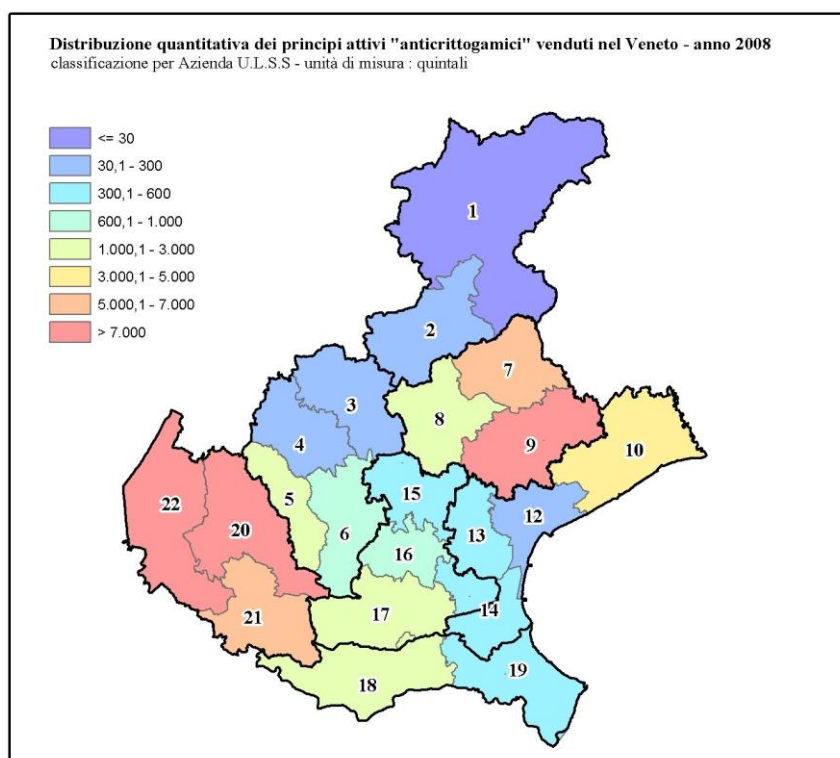 Distribuzione quantitativa dei principi attivi "anticrittogamici" venduti nel Veneto - anno 2008
classificazione per Azienda U.L.S.S - unità di misura : quintali
<= 30
30,1 - 300
300,1 - 600
600,1 - 1.000
1.000,1 - 3.000
3.000,1 - 5.000
5.000,1 - 7.000
> 7.000
1
2
7
3
8
4
9
10
5
15
22
12
20
6
13
16
21
17
14
19
18